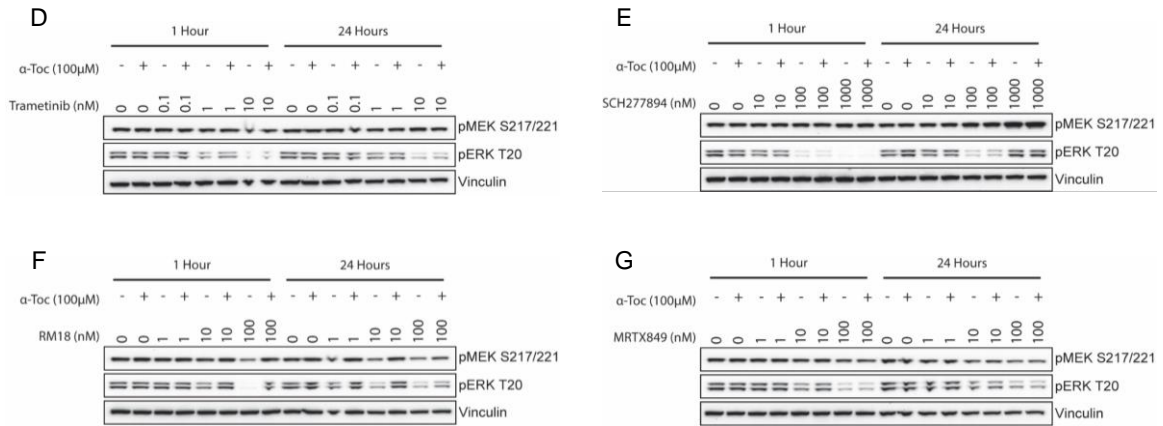 D
1 Hour 24 Hours
α-Toc (100μM) - + - + - + - + - + - + - + - +
Trametinib (nM) 0 0 0.1 0.1 1 1 10 10 0 0 0.1 0.1 1 1 10 10
pMEK S217/221
pERK T20
Vinculin
E
1 Hour 24 Hours
α-Toc (100μM) - + - + - + - + - + - + - + - +
SCH277894 (nM) 0 0 10 10 100 100 1000 1000 0 0 10 10 100 100 1000 1000
pMEK S217/221
pERK T20
Vinculin
F
1 Hour 24 Hours
α-Toc (100μM) - + - + - + - + - + - + - + - +
RM18 (nM) 0 0 1 1 10 10 100 100 0 0 1 1 10 10 100 100
pMEK S217/221
pERK T20
Vinculin
G
1 Hour 24 Hours
α-Toc (100μM) - + - + - + - + - + - + - + - +
MRTX849 (nM) 0 0 1 1 10 10 100 100 0 0 1 1 10 10 100 100
pMEK S217/221
pERK T20
Vinculin